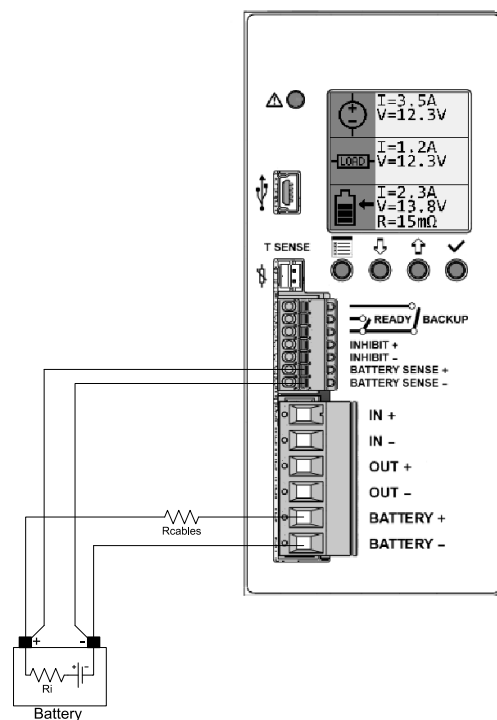 I=3.5A
V=12.3V
LOAD
I=1.2A
V=12.3V
I=2.3A
V=13.8V
R=15mΩ
T SENSE
READY
BACKUP
INHIBIT +
INHIBIT –
BATTERY SENSE +
BATTERY SENSE –
IN +
IN –
OUT +
OUT –
BATTERY +
BATTERY –
Rcables
+ –
+ –
Ri
Battery